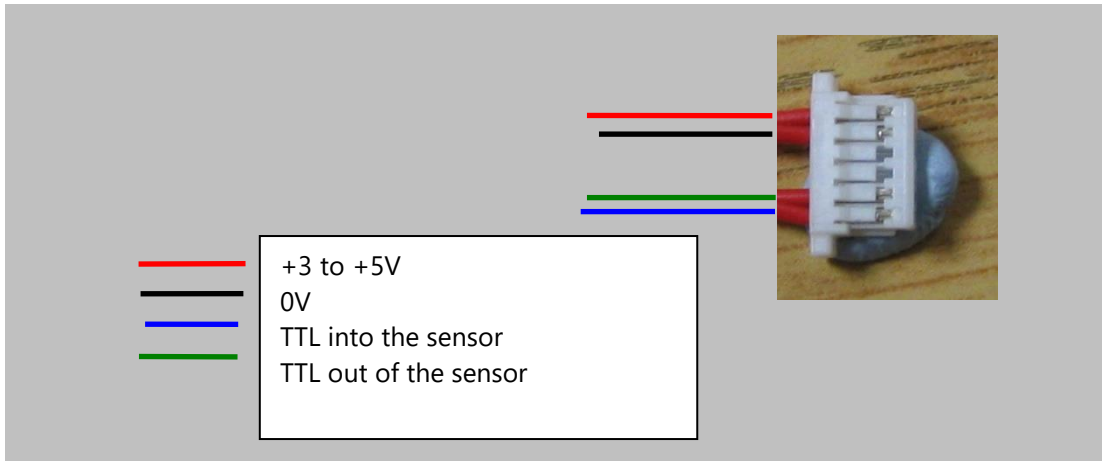 +3 to +5V
0V
TTL into the sensor
TTL out of the sensor